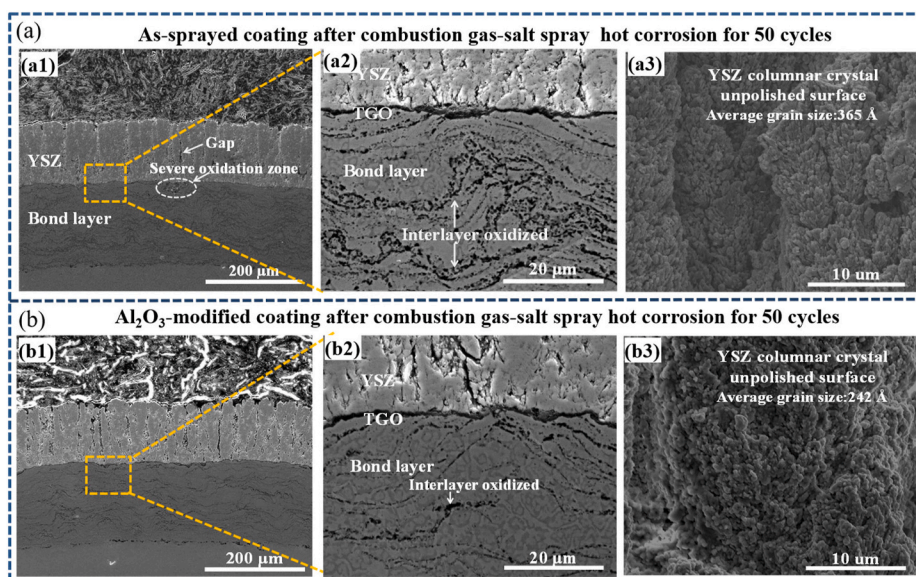 (a)
As-sprayed coating after combustion gas-salt spray hot corrosion for 50 cycles
(a1)
Gap
YSZ
Severe oxidation zone
Bond layer
200 μm
(a2)
YSZ
TGO
Bond layer
Interlayer oxidized
20 μm
(a3)
YSZ columnar crystal
unpolished surface
Average grain size:365 Å
10 um
(b)
Al₂O₃-modified coating after combustion gas-salt spray hot corrosion for 50 cycles
(b1)
200 μm
(b2)
YSZ
TGO
Bond layer
Interlayer oxidized
20 μm
(b3)
YSZ columnar crystal
unpolished surface
Average grain size:242 Å
10 um